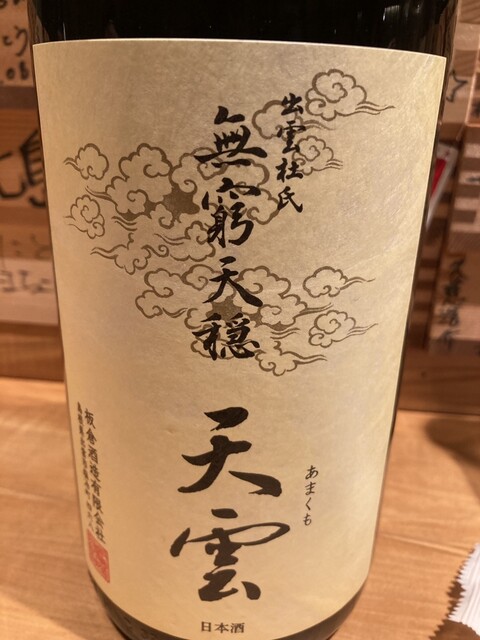 出雲杜氏
無窮天穏
天雲
あまくも
板倉酒造有限会社
日本酒